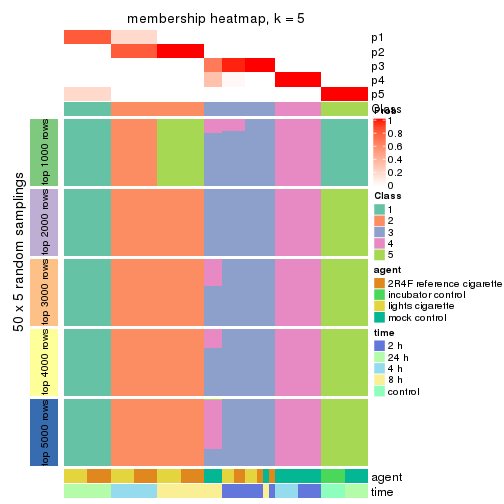 membership heatmap, k = 5
p1
p2
p3
p4
p5
Class
Prob
1
0.8
0.6
0.4
0.2
0
Class
1
2
3
4
5
agent
2R4F reference cigarette
incubator control
lights cigarette
mock control
time
2 h
24 h
4 h
8 h
control
50 x 5 random samplings
top 1000 rows
top 2000 rows
top 3000 rows
top 4000 rows
top 5000 rows
agent
time